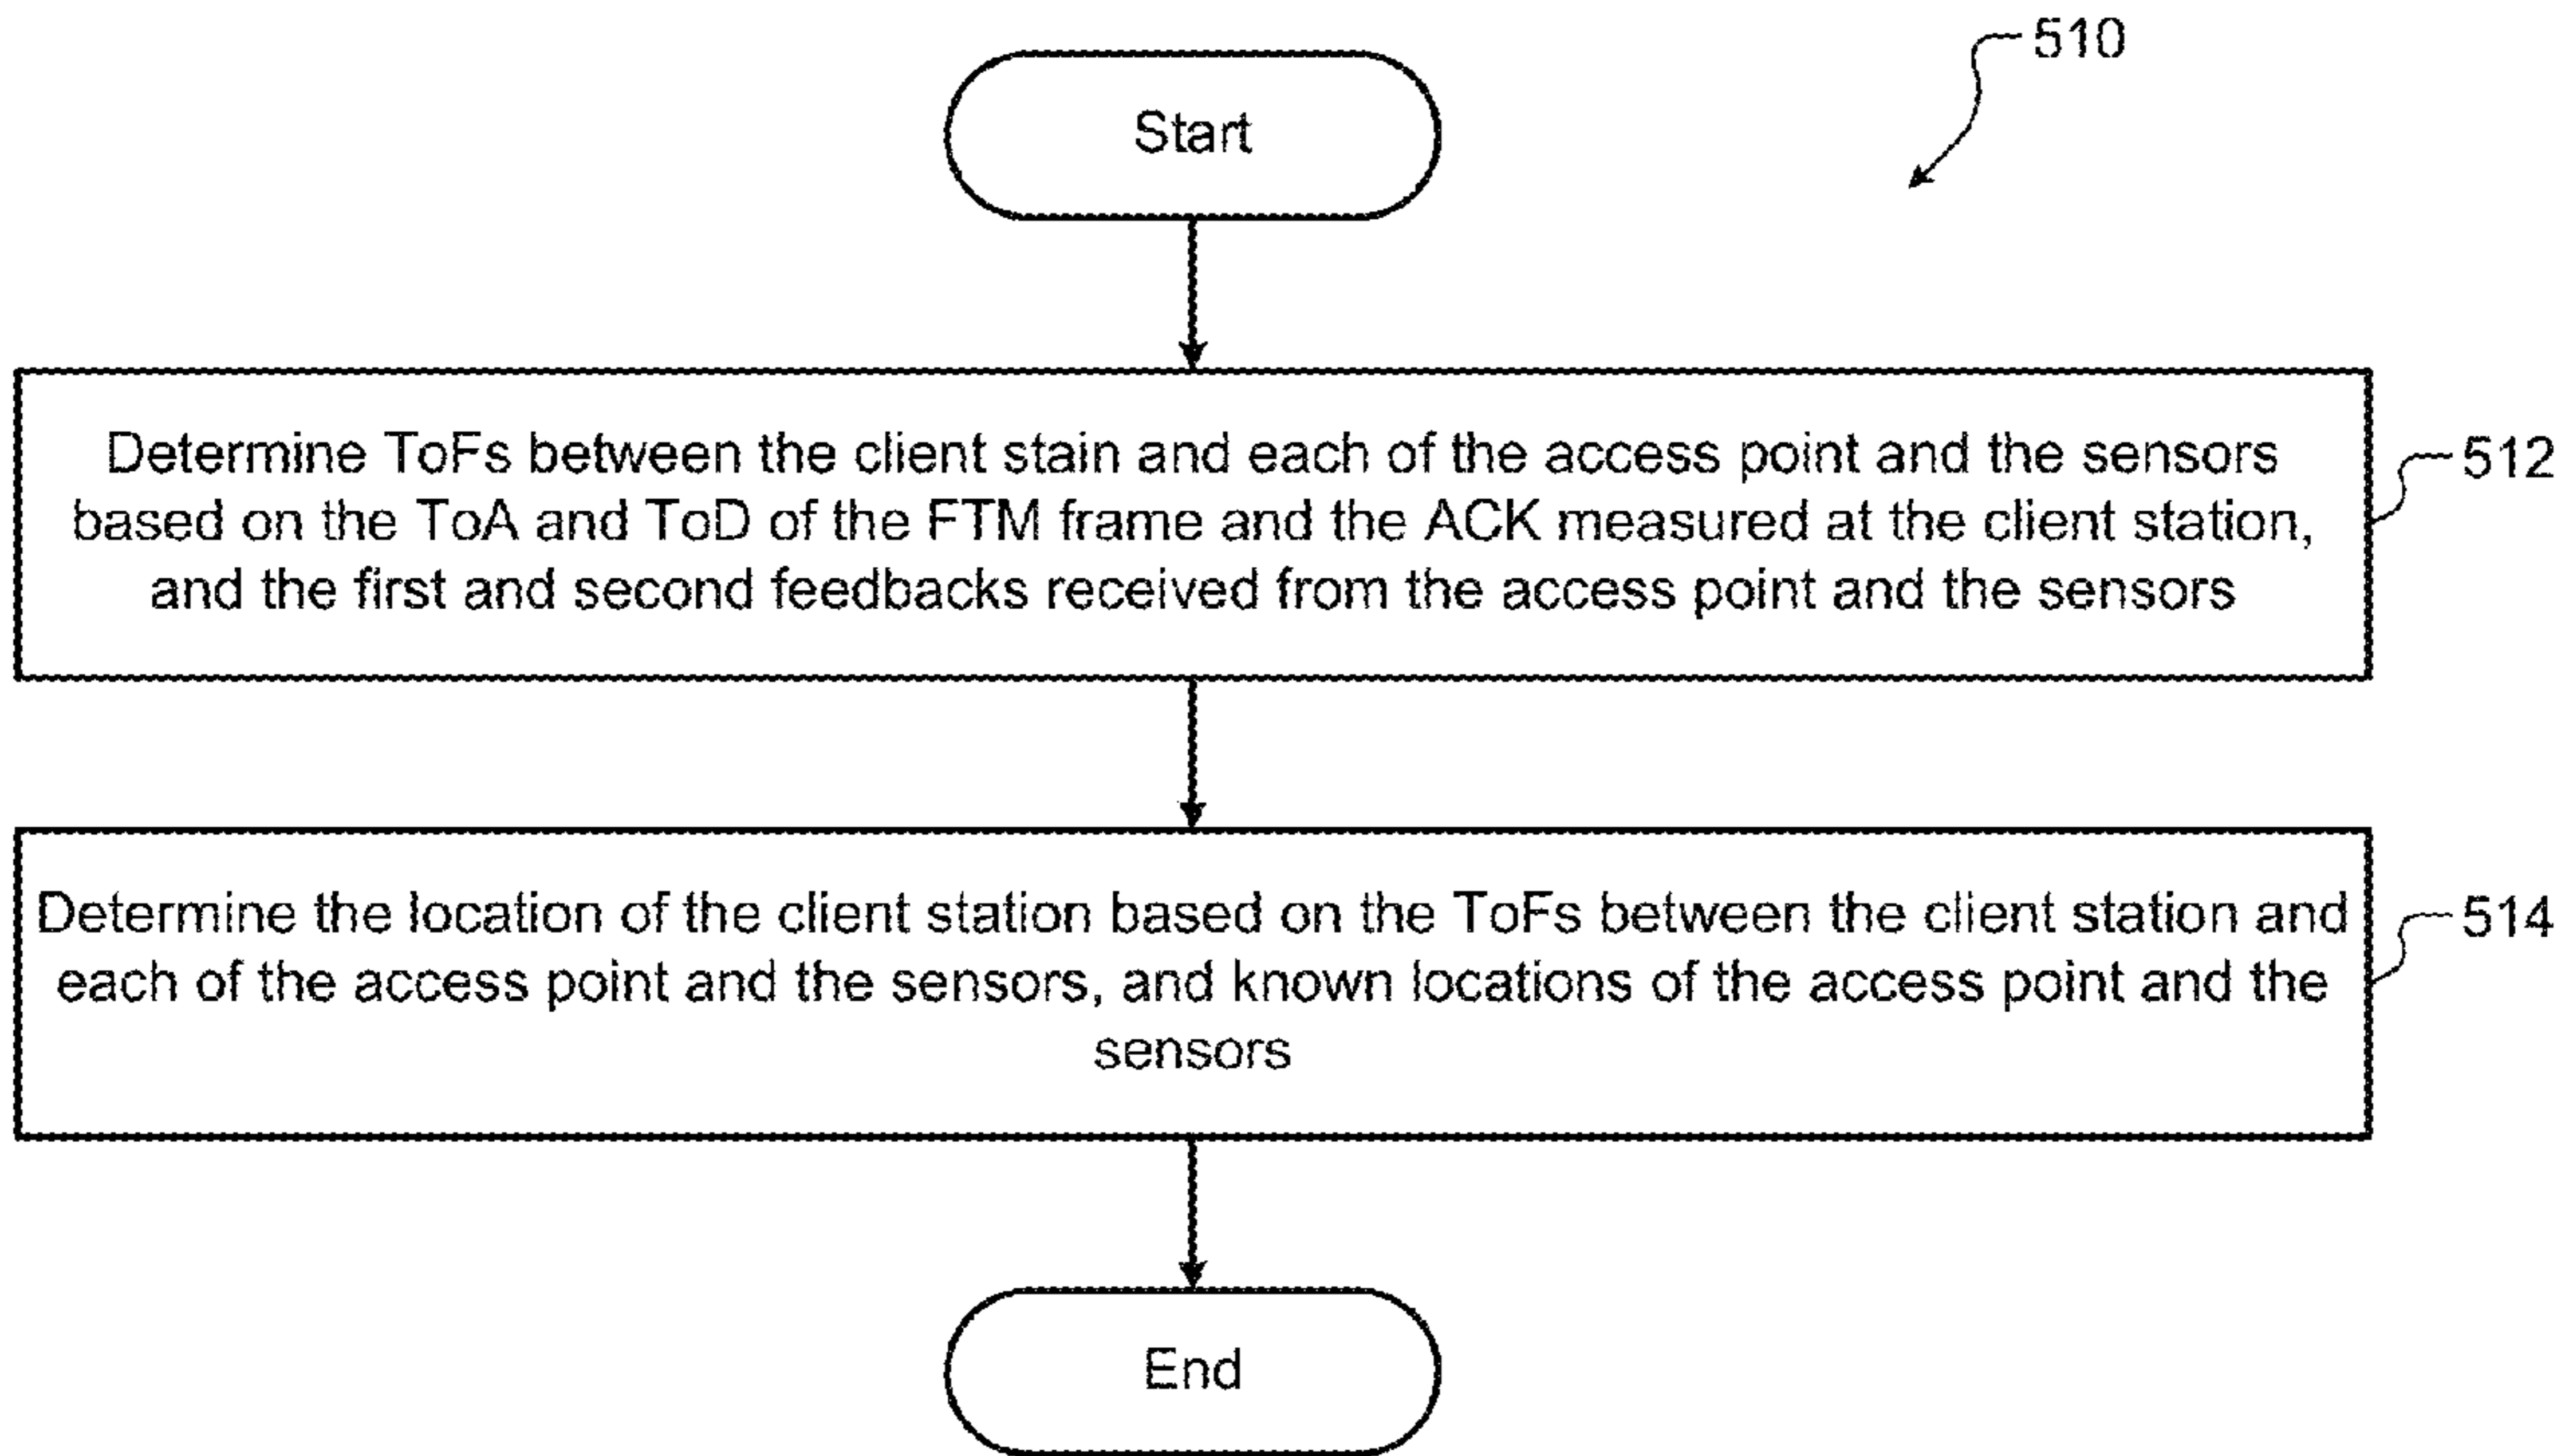 510
Start
Determine ToFs between the client stain and each of the access point and the sensors
based on the ToA and ToD of the FTM frame and the ACK measured at the client station,
and the first and second feedbacks received from the access point and the sensors
512
Determine the location of the client station based on the ToFs between the client station and
each of the access point and the sensors, and known locations of the access point and the
sensors
514
End